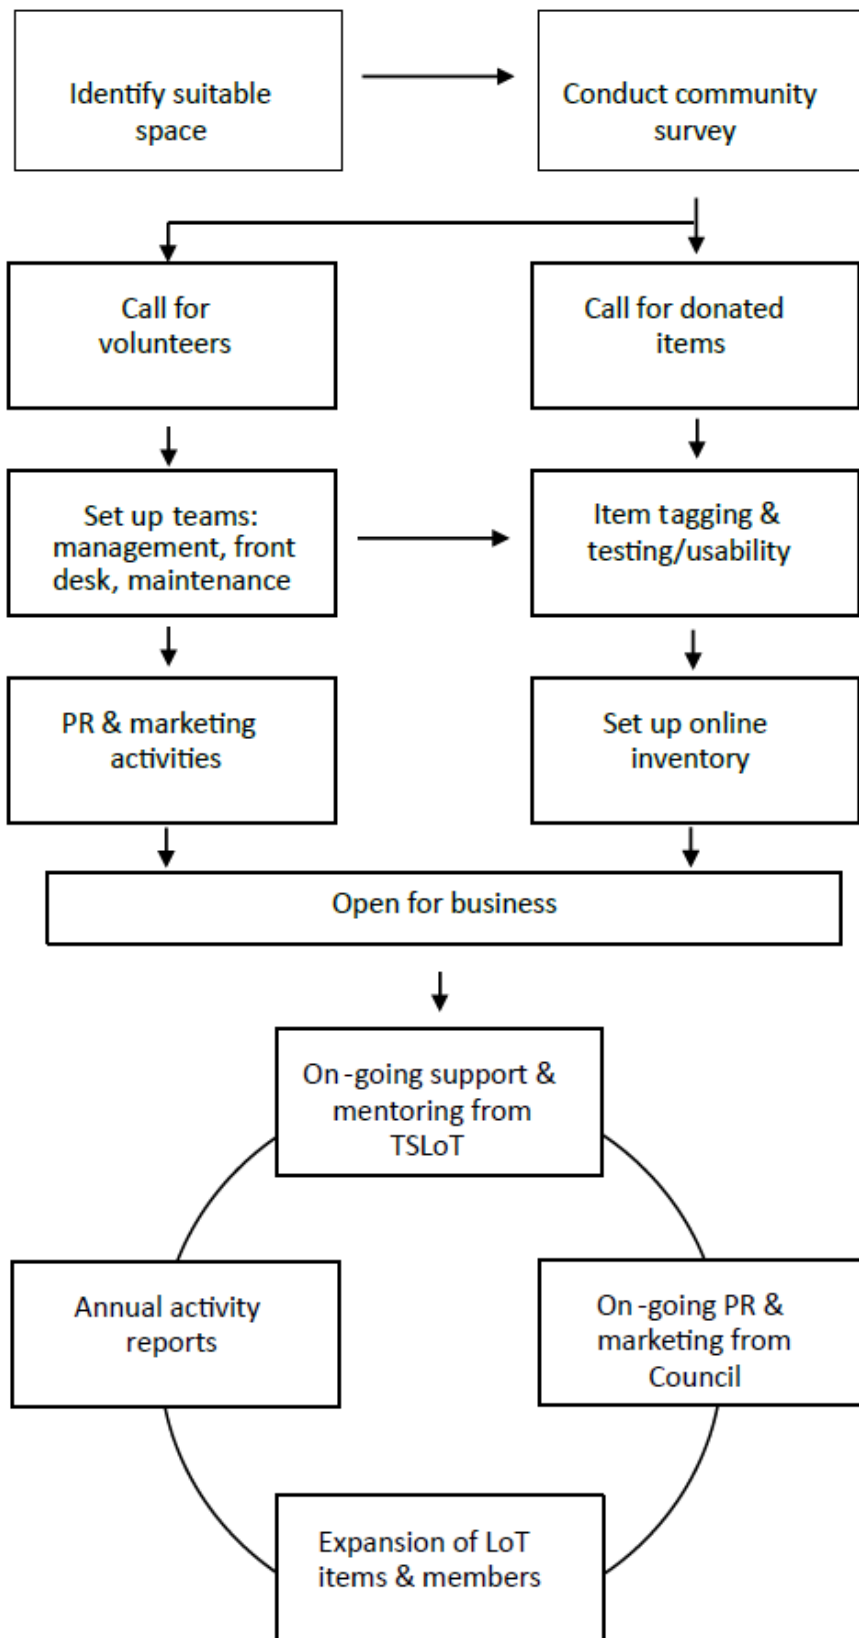 Identify suitable
space
Conduct community
survey
Call for
volunteers
Call for donated
items
Set up teams:
management, front
desk, maintenance
Item tagging &
testing/usability
PR & marketing
activities
Set up online
inventory
Open for business
On-going support &
mentoring from
TSLoT
Annual activity
reports
On-going PR &
marketing from
Council
Expansion of LoT
items & members